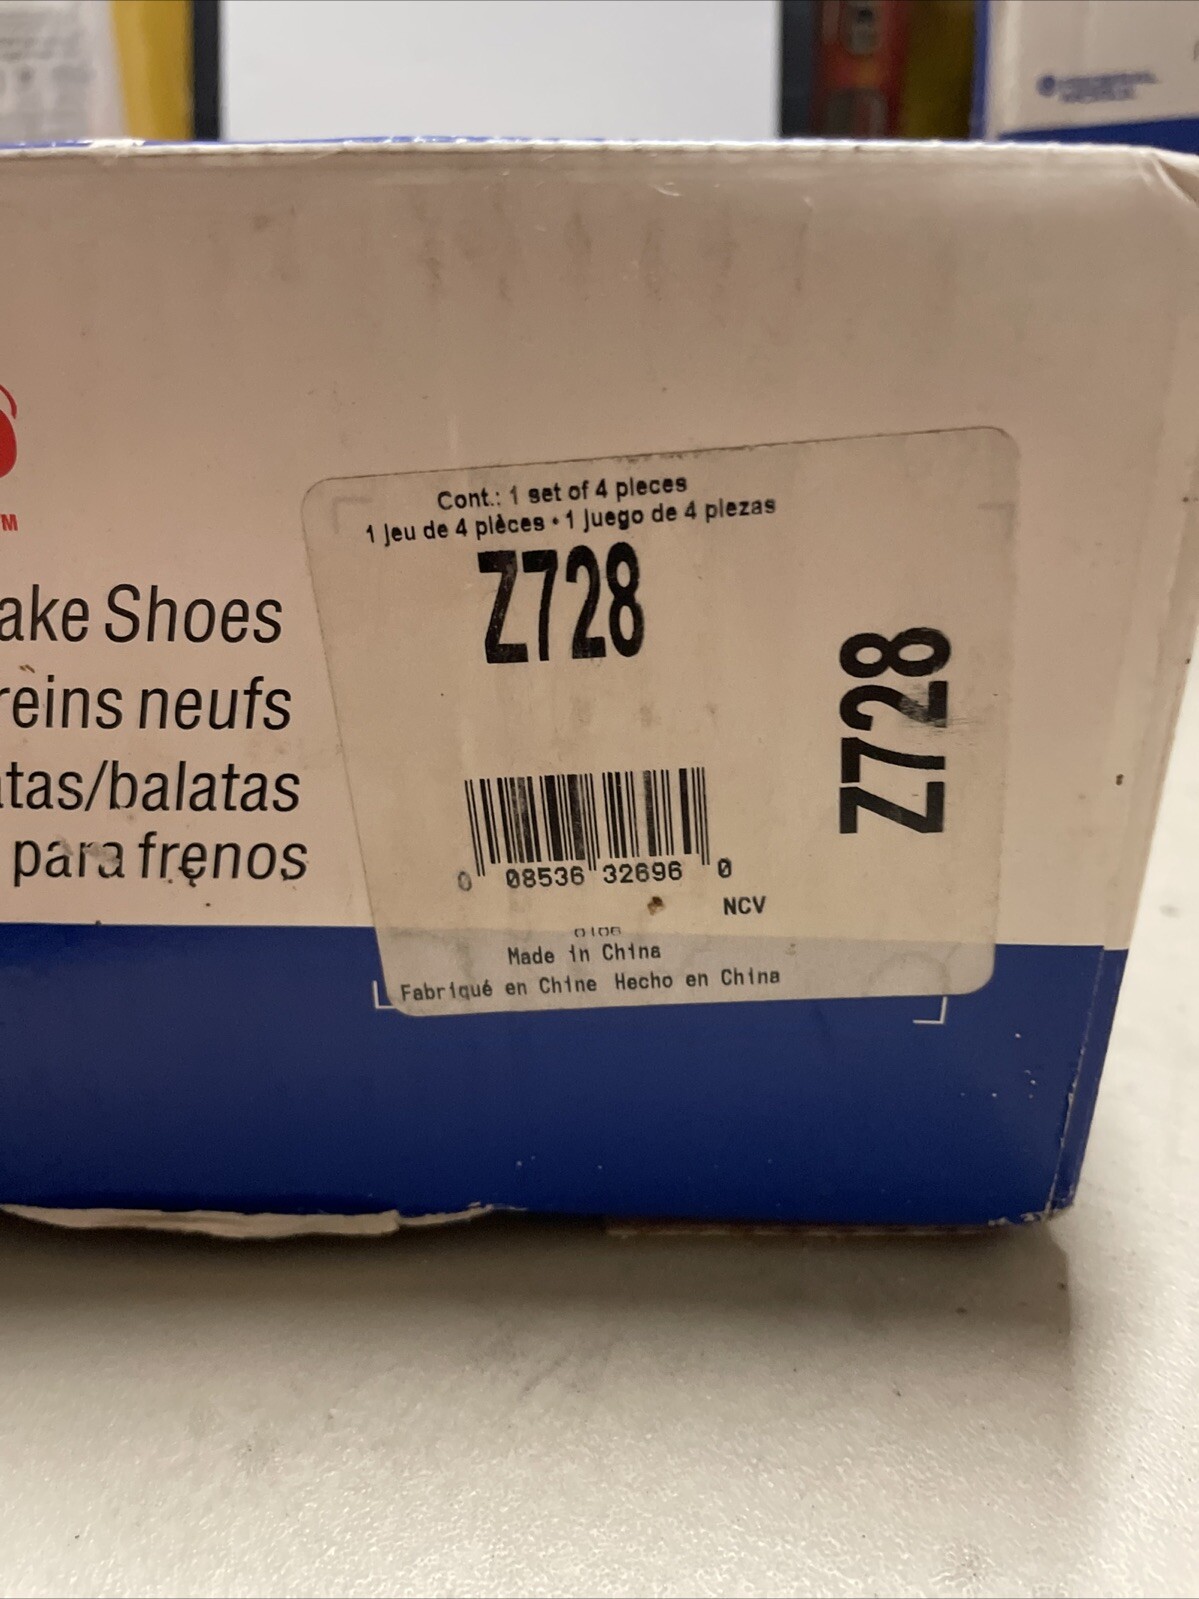 TM
ake Shoes
reins neufs
atas/balatas
para frenos
Cont.: 1 set of 4 pieces
1 jeu de 4 pièces • 1 juego de 4 piezas
Z728
Z728
0 08536 32696 0
NCV
0106
Made in China
Fabriqué en Chine Hecho en China